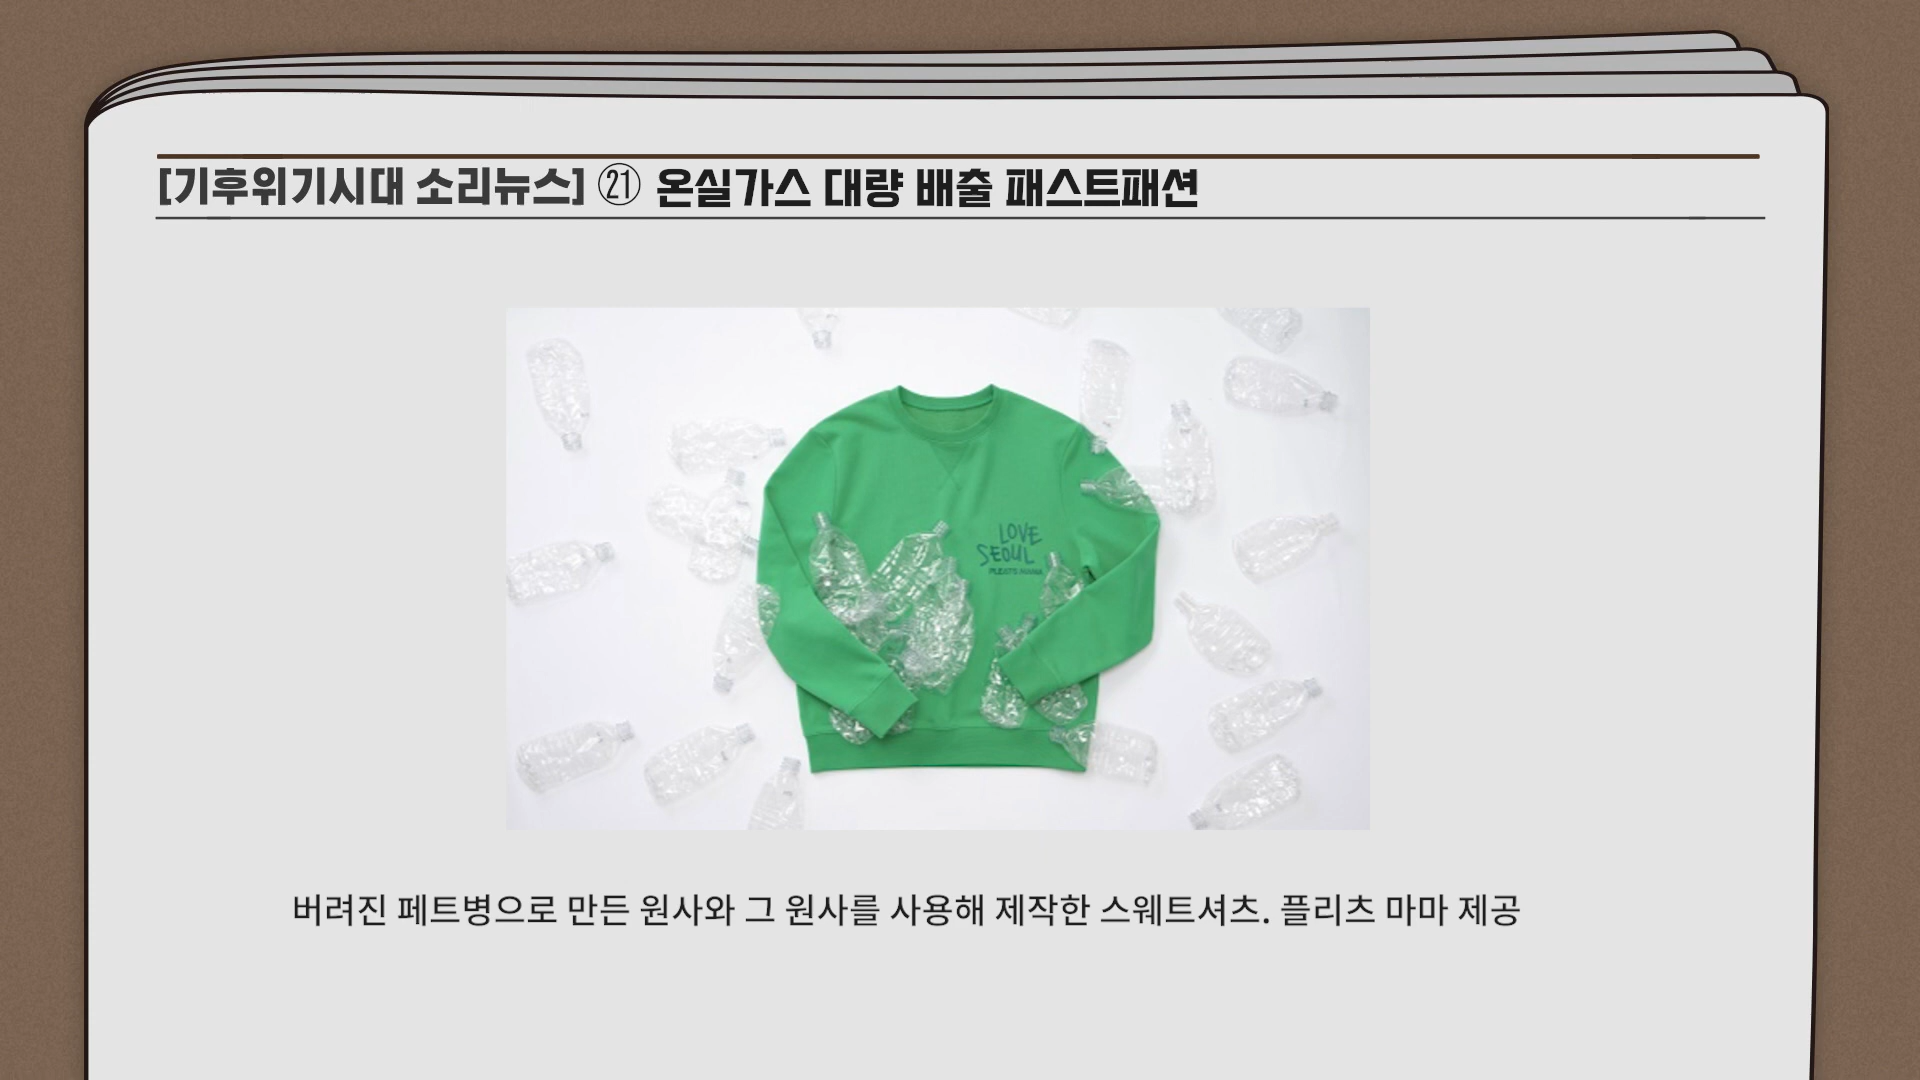 [기후위기시대 소리뉴스] ㉑ 온실가스 대량 배출 패스트패션
LOVE
SEOUL
PLEATS MAMA
버려진 페트병으로 만든 원사와 그 원사를 사용해 제작한 스웨트셔츠. 플리츠 마마 제공